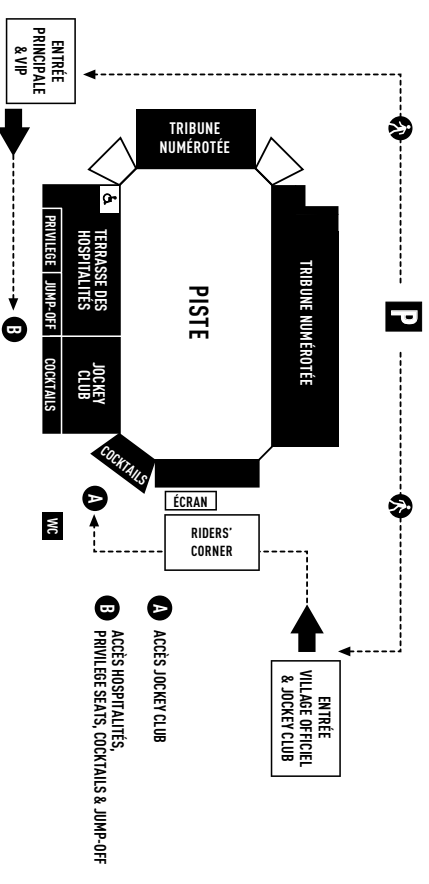 P
ENTRÉE
PRINCIPALE
& VIP
TRIBUNE
NUMÉROTÉE
TRIBUNE NUMÉROTÉE
PISTE
TERRASSE DES
HOSPITALITÉS
PRIVILEGE
JUMP-OFF
JOCKEY
CLUB
COCKTAILS
COCKTAILS
B
A
WC
ÉCRAN
RIDERS'
CORNER
ENTRÉE
VILLAGE OFFICIEL
& JOCKEY CLUB
A ACCÈS JOCKEY CLUB
B ACCÈS HOSPITALITÉS,
PRIVILEGE SEATS, COCKTAILS & JUMP-OFF